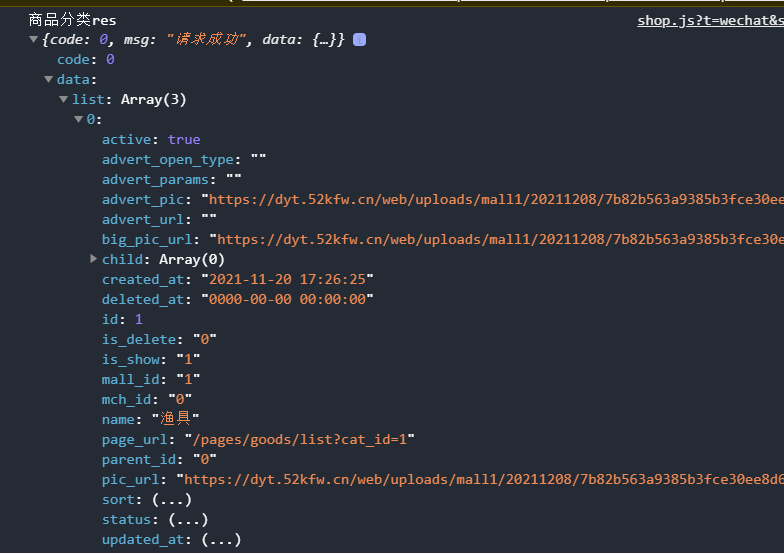 商品分类res shop.js?t=wechat&s
{code: 0, msg: "请求成功", data: {…}} i
code: 0
data:
list: Array(3)
0:
active: true
advert_open_type: ""
advert_params: ""
advert_pic: "https://dyt.52kfw.cn/web/uploads/mall1/20211208/7b82b563a9385b3fce30ee
advert_url: ""
big_pic_url: "https://dyt.52kfw.cn/web/uploads/mall1/20211208/7b82b563a9385b3fce30e
child: Array(0)
created_at: "2021-11-20 17:26:25"
deleted_at: "0000-00-00 00:00:00"
id: 1
is_delete: "0"
is_show: "1"
mall_id: "1"
mch_id: "0"
name: "渔具"
page_url: "/pages/goods/list?cat_id=1"
parent_id: "0"
pic_url: "https://dyt.52kfw.cn/web/uploads/mall1/20211208/7b82b563a9385b3fce30ee8d6
sort: (...)
status: (...)
updated_at: (...)